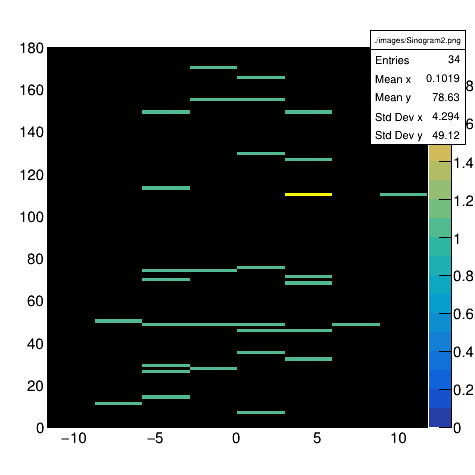 ./images/Sinogram2.png
Entries 34
Mean x 0.1019
Mean y 78.63
Std Dev x 4.294
Std Dev y 49.12
180
160
140
120
100
80
60
40
20
0
−10 −5 0 5 10
8
6
1.4
1.2
1
0.8
0.6
0.4
0.2
0